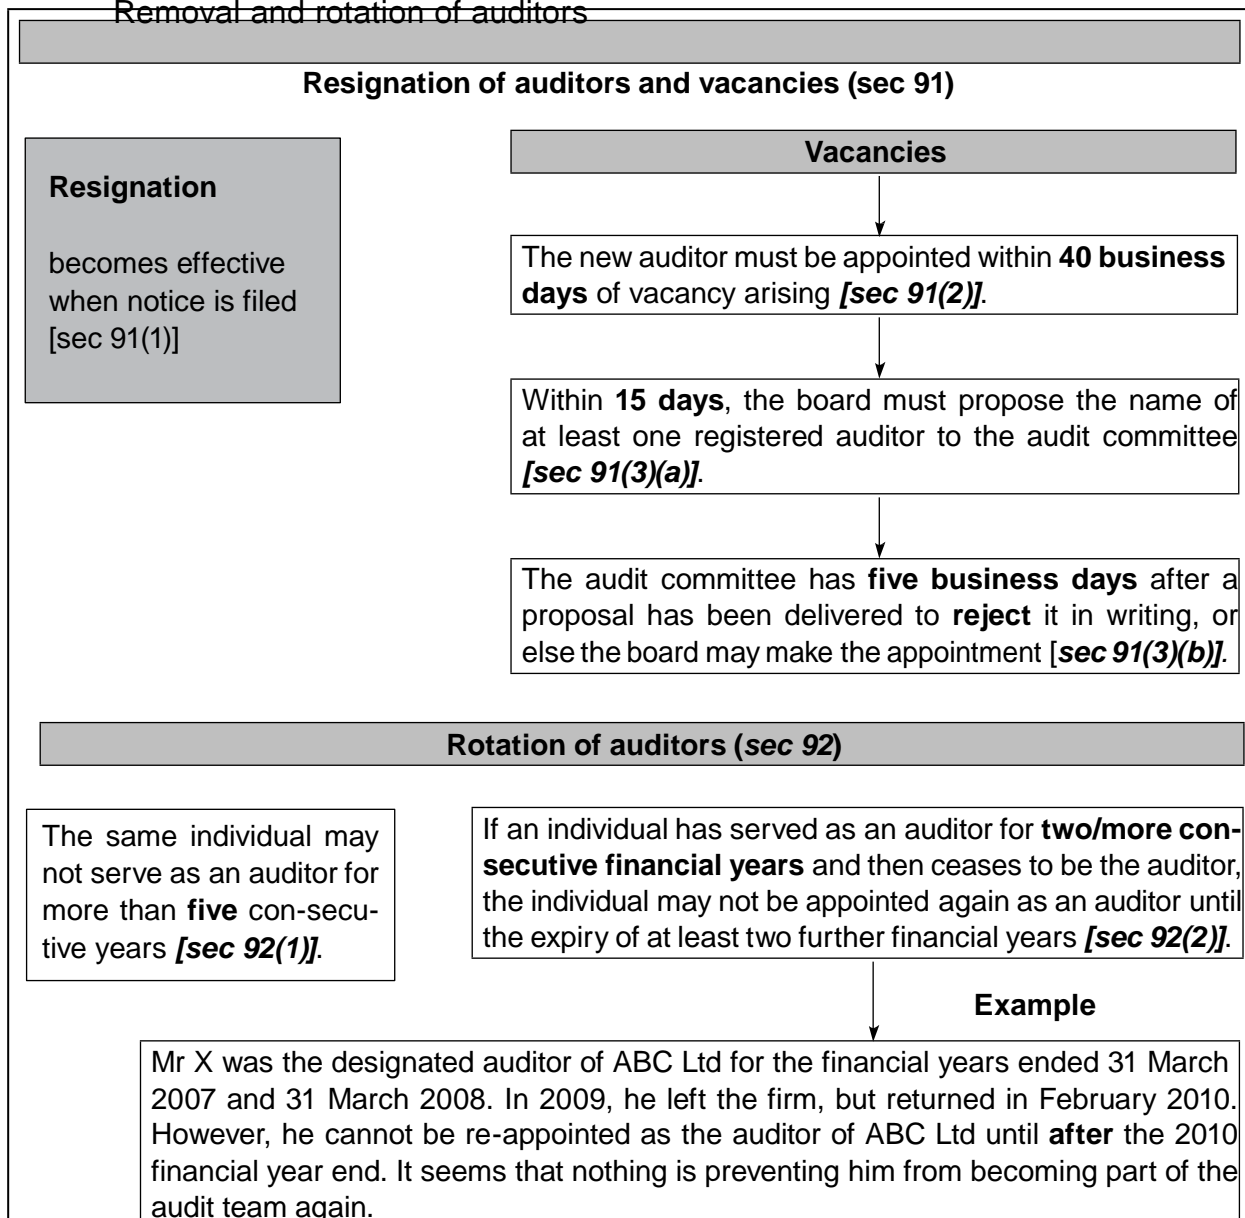 Removal and rotation of auditors
Resignation of auditors and vacancies (sec 91)
Resignation
becomes effective
when notice is filed
[sec 91(1)]
Vacancies
The new auditor must be appointed within 40 business
days of vacancy arising [sec 91(2)].
Within 15 days, the board must propose the name of
at least one registered auditor to the audit committee
[sec 91(3)(a)].
The audit committee has five business days after a
proposal has been delivered to reject it in writing, or
else the board may make the appointment [sec 91(3)(b)].
Rotation of auditors (sec 92)
The same individual may
not serve as an auditor for
more than five con-secu-
tive years [sec 92(1)].
If an individual has served as an auditor for two/more con-
secutive financial years and then ceases to be the auditor,
the individual may not be appointed again as an auditor until
the expiry of at least two further financial years [sec 92(2)].
Example
Mr X was the designated auditor of ABC Ltd for the financial years ended 31 March
2007 and 31 March 2008. In 2009, he left the firm, but returned in February 2010.
However, he cannot be re-appointed as the auditor of ABC Ltd until after the 2010
financial year end. It seems that nothing is preventing him from becoming part of the
audit team again.